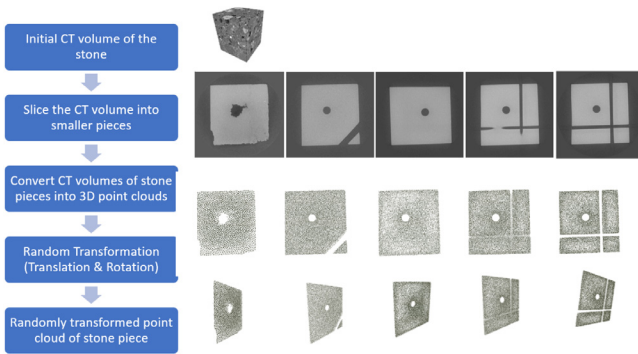 Initial CT volume of the
stone
Slice the CT volume into
smaller pieces
Convert CT volumes of stone
pieces into 3D point clouds
Random Transformation
(Translation & Rotation)
Randomly transformed point
cloud of stone piece